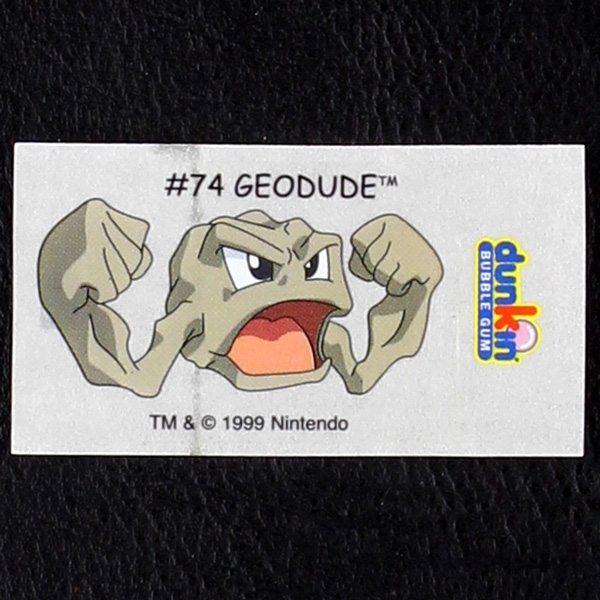 #74 GEODUDE™
dunkin
BUBBLE GUM
TM & © 1999 Nintendo